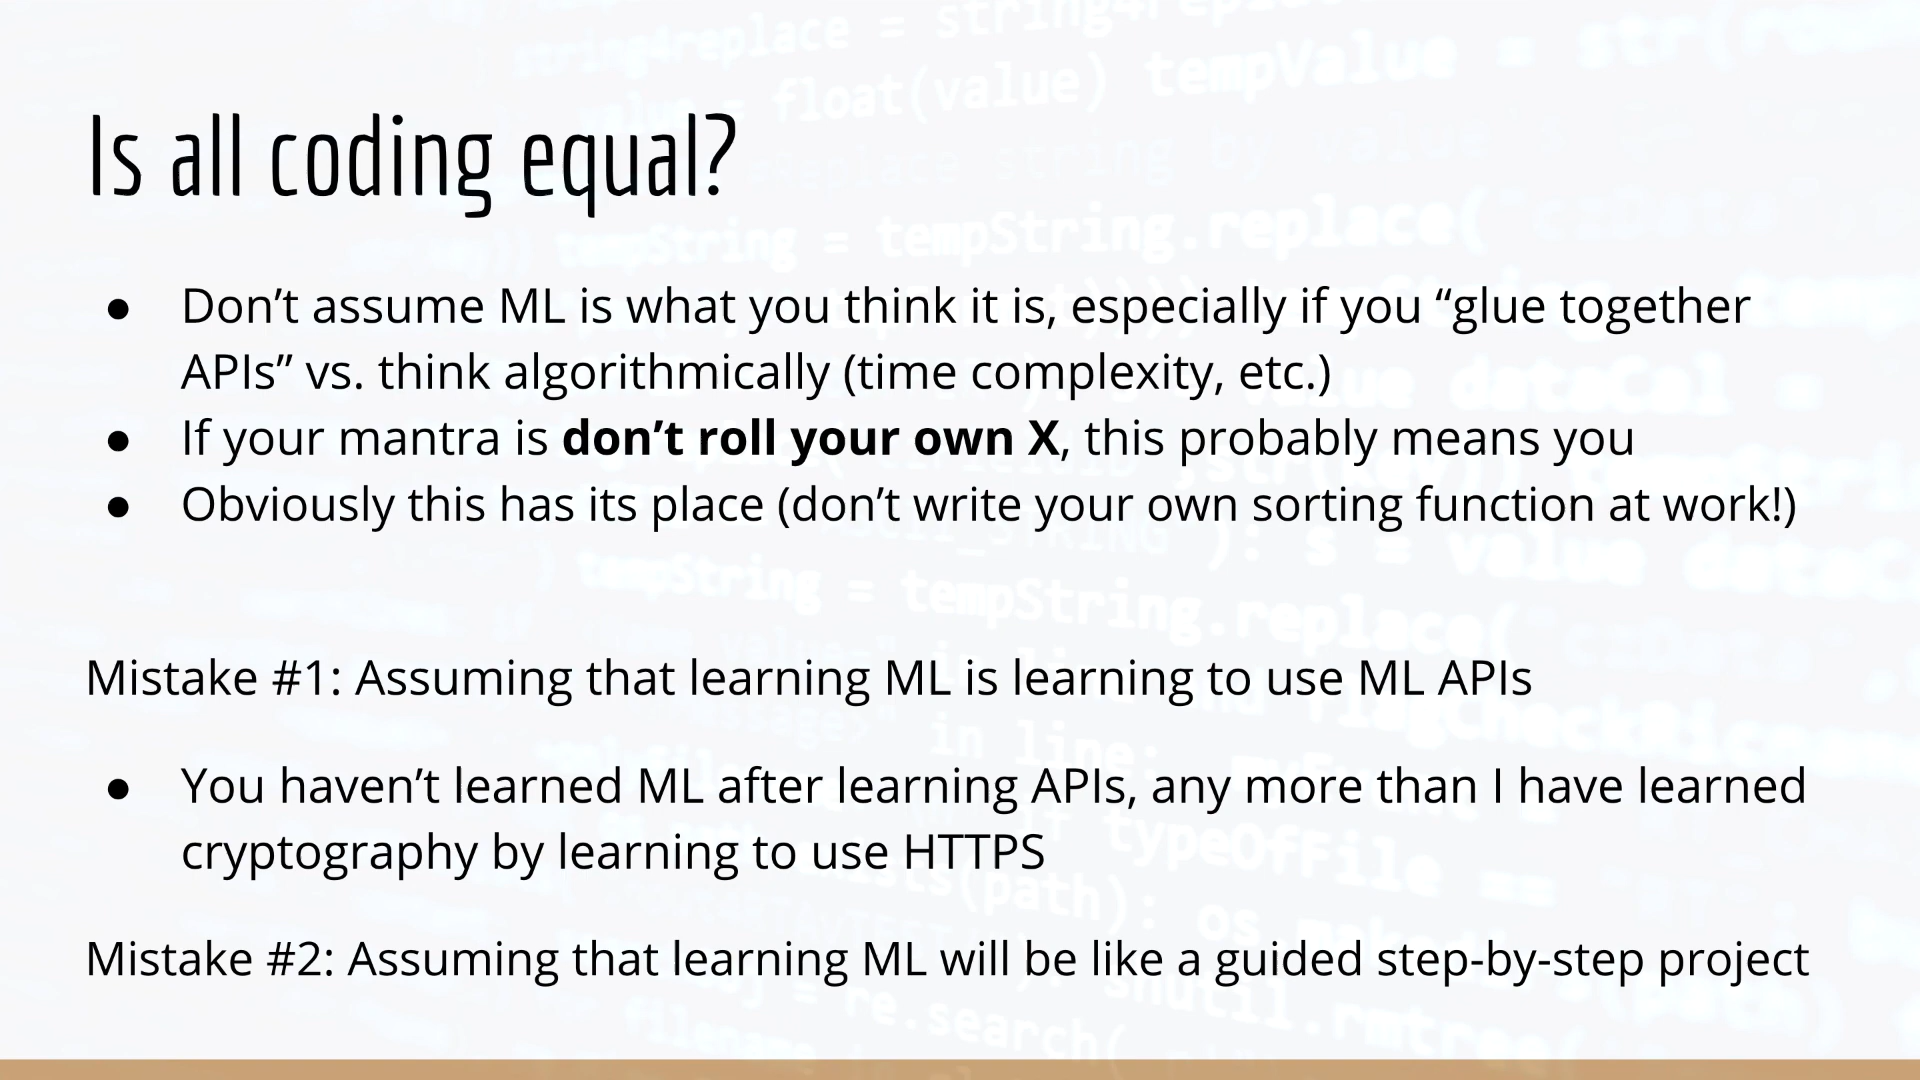 Is all coding equal?
● Don’t assume ML is what you think it is, especially if you “glue together
APIs” vs. think algorithmically (time complexity, etc.)
● If your mantra is don’t roll your own X, this probably means you
● Obviously this has its place (don’t write your own sorting function at work!)
Mistake #1: Assuming that learning ML is learning to use ML APIs
● You haven’t learned ML after learning APIs, any more than I have learned
cryptography by learning to use HTTPS
Mistake #2: Assuming that learning ML will be like a guided step-by-step project